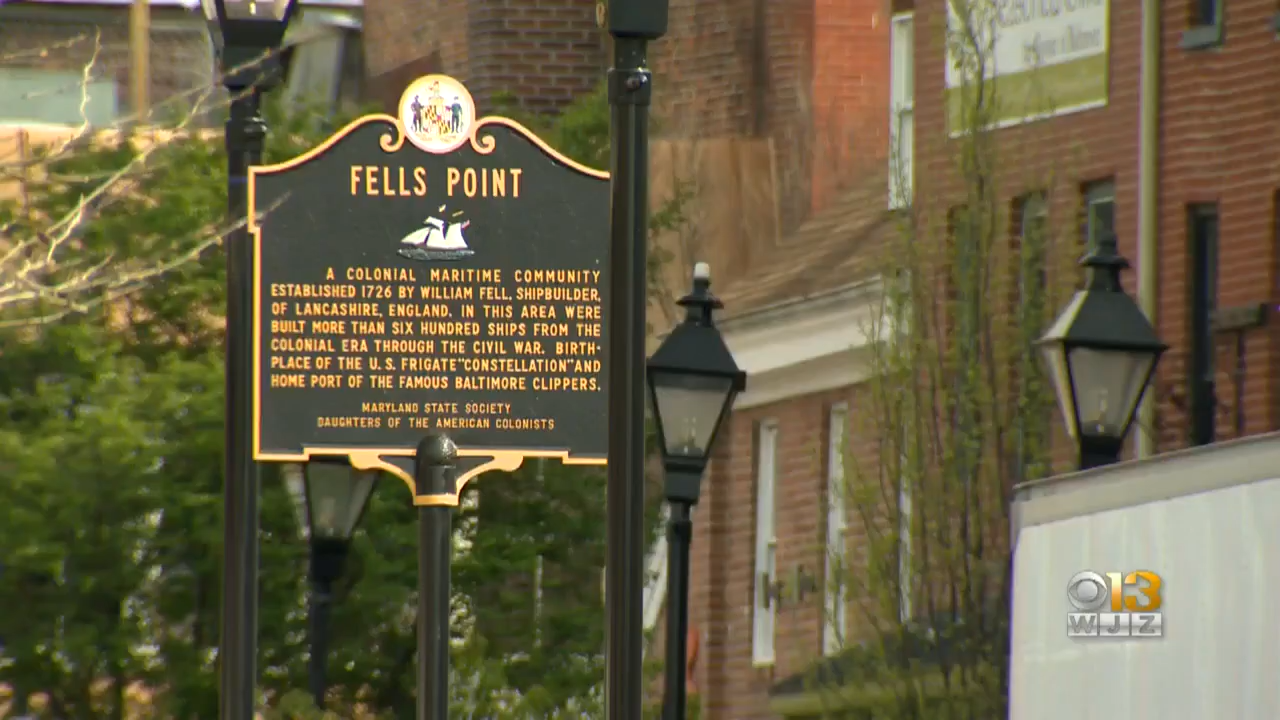 FELLS POINT
A COLONIAL MARITIME COMMUNITY
ESTABLISHED 1726 BY WILLIAM FELL, SHIPBUILDER,
OF LANCASHIRE, ENGLAND. IN THIS AREA WERE
BUILT MORE THAN SIX HUNDRED SHIPS FROM THE
COLONIAL ERA THROUGH THE CIVIL WAR. BIRTH-
PLACE OF THE U.S. FRIGATE "CONSTELLATION" AND
HOME PORT OF THE FAMOUS BALTIMORE CLIPPERS.
MARYLAND STATE SOCIETY
DAUGHTERS OF THE AMERICAN COLONISTS
13
WJZ